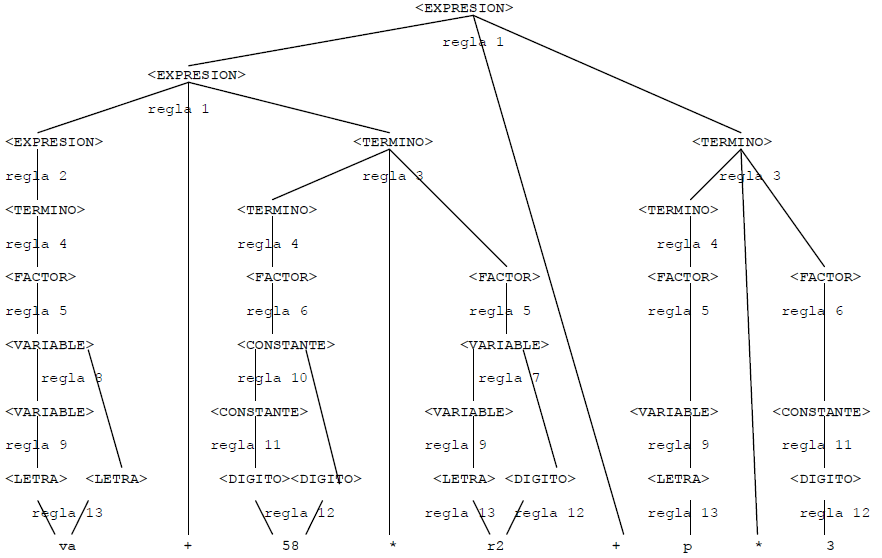 <EXPRESION>
regla 1
<EXPRESION>
regla 1
<EXPRESION> <TERMINO> <TERMINO>
regla 2 regla 3 regla 3
<TERMINO> <TERMINO> <TERMINO>
regla 4 regla 4 regla 4
<FACTOR> <FACTOR> <FACTOR> <FACTOR> <FACTOR>
regla 5 regla 6 regla 5 regla 5 regla 6
<VARIABLE> <CONSTANTE> <VARIABLE>
regla 8 regla 10 regla 7
<VARIABLE> <CONSTANTE> <VARIABLE> <VARIABLE> <CONSTANTE>
regla 9 regla 11 regla 9 regla 9 regla 11
<LETRA> <LETRA> <DIGITO><DIGITO> <LETRA> <DIGITO> <LETRA> <DIGITO>
regla 13 regla 12 regla 13 regla 12 regla 13 regla 12
va + 58 * r2 + p * 3